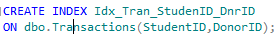 CREATE INDEX Idx_Tran_StudenID_DnrID
ON dbo.Transactions(StudentID,DonorID);